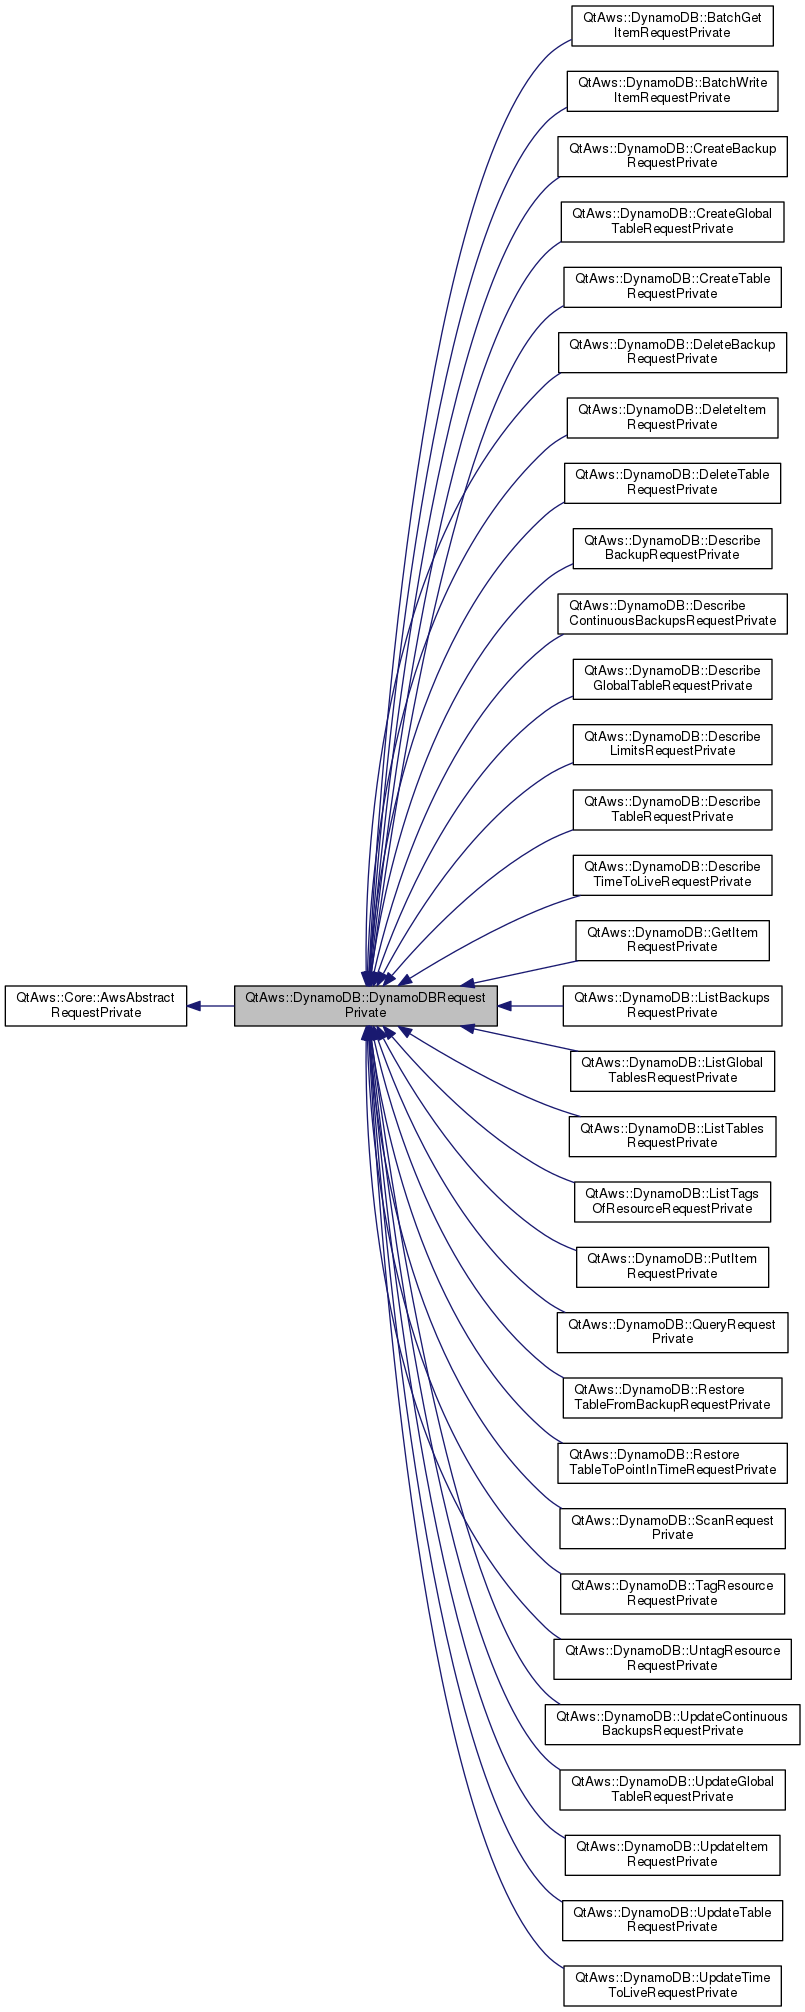 QtAws::DynamoDB::BatchGet
ItemRequestPrivate
QtAws::DynamoDB::BatchWrite
ItemRequestPrivate
QtAws::DynamoDB::CreateBackup
RequestPrivate
QtAws::DynamoDB::CreateGlobal
TableRequestPrivate
QtAws::DynamoDB::CreateTable
RequestPrivate
QtAws::DynamoDB::DeleteBackup
RequestPrivate
QtAws::DynamoDB::DeleteItem
RequestPrivate
QtAws::DynamoDB::DeleteTable
RequestPrivate
QtAws::DynamoDB::Describe
BackupRequestPrivate
QtAws::DynamoDB::Describe
ContinuousBackupsRequestPrivate
QtAws::DynamoDB::Describe
GlobalTableRequestPrivate
QtAws::DynamoDB::Describe
LimitsRequestPrivate
QtAws::DynamoDB::Describe
TableRequestPrivate
QtAws::DynamoDB::Describe
TimeToLiveRequestPrivate
QtAws::DynamoDB::GetItem
RequestPrivate
QtAws::Core::AwsAbstract
RequestPrivate
QtAws::DynamoDB::DynamoDBRequest
Private
QtAws::DynamoDB::ListBackups
RequestPrivate
QtAws::DynamoDB::ListGlobal
TablesRequestPrivate
QtAws::DynamoDB::ListTables
RequestPrivate
QtAws::DynamoDB::ListTags
OfResourceRequestPrivate
QtAws::DynamoDB::PutItem
RequestPrivate
QtAws::DynamoDB::QueryRequest
Private
QtAws::DynamoDB::Restore
TableFromBackupRequestPrivate
QtAws::DynamoDB::Restore
TableToPointInTimeRequestPrivate
QtAws::DynamoDB::ScanRequest
Private
QtAws::DynamoDB::TagResource
RequestPrivate
QtAws::DynamoDB::UntagResource
RequestPrivate
QtAws::DynamoDB::UpdateContinuous
BackupsRequestPrivate
QtAws::DynamoDB::UpdateGlobal
TableRequestPrivate
QtAws::DynamoDB::UpdateItem
RequestPrivate
QtAws::DynamoDB::UpdateTable
RequestPrivate
QtAws::DynamoDB::UpdateTime
ToLiveRequestPrivate